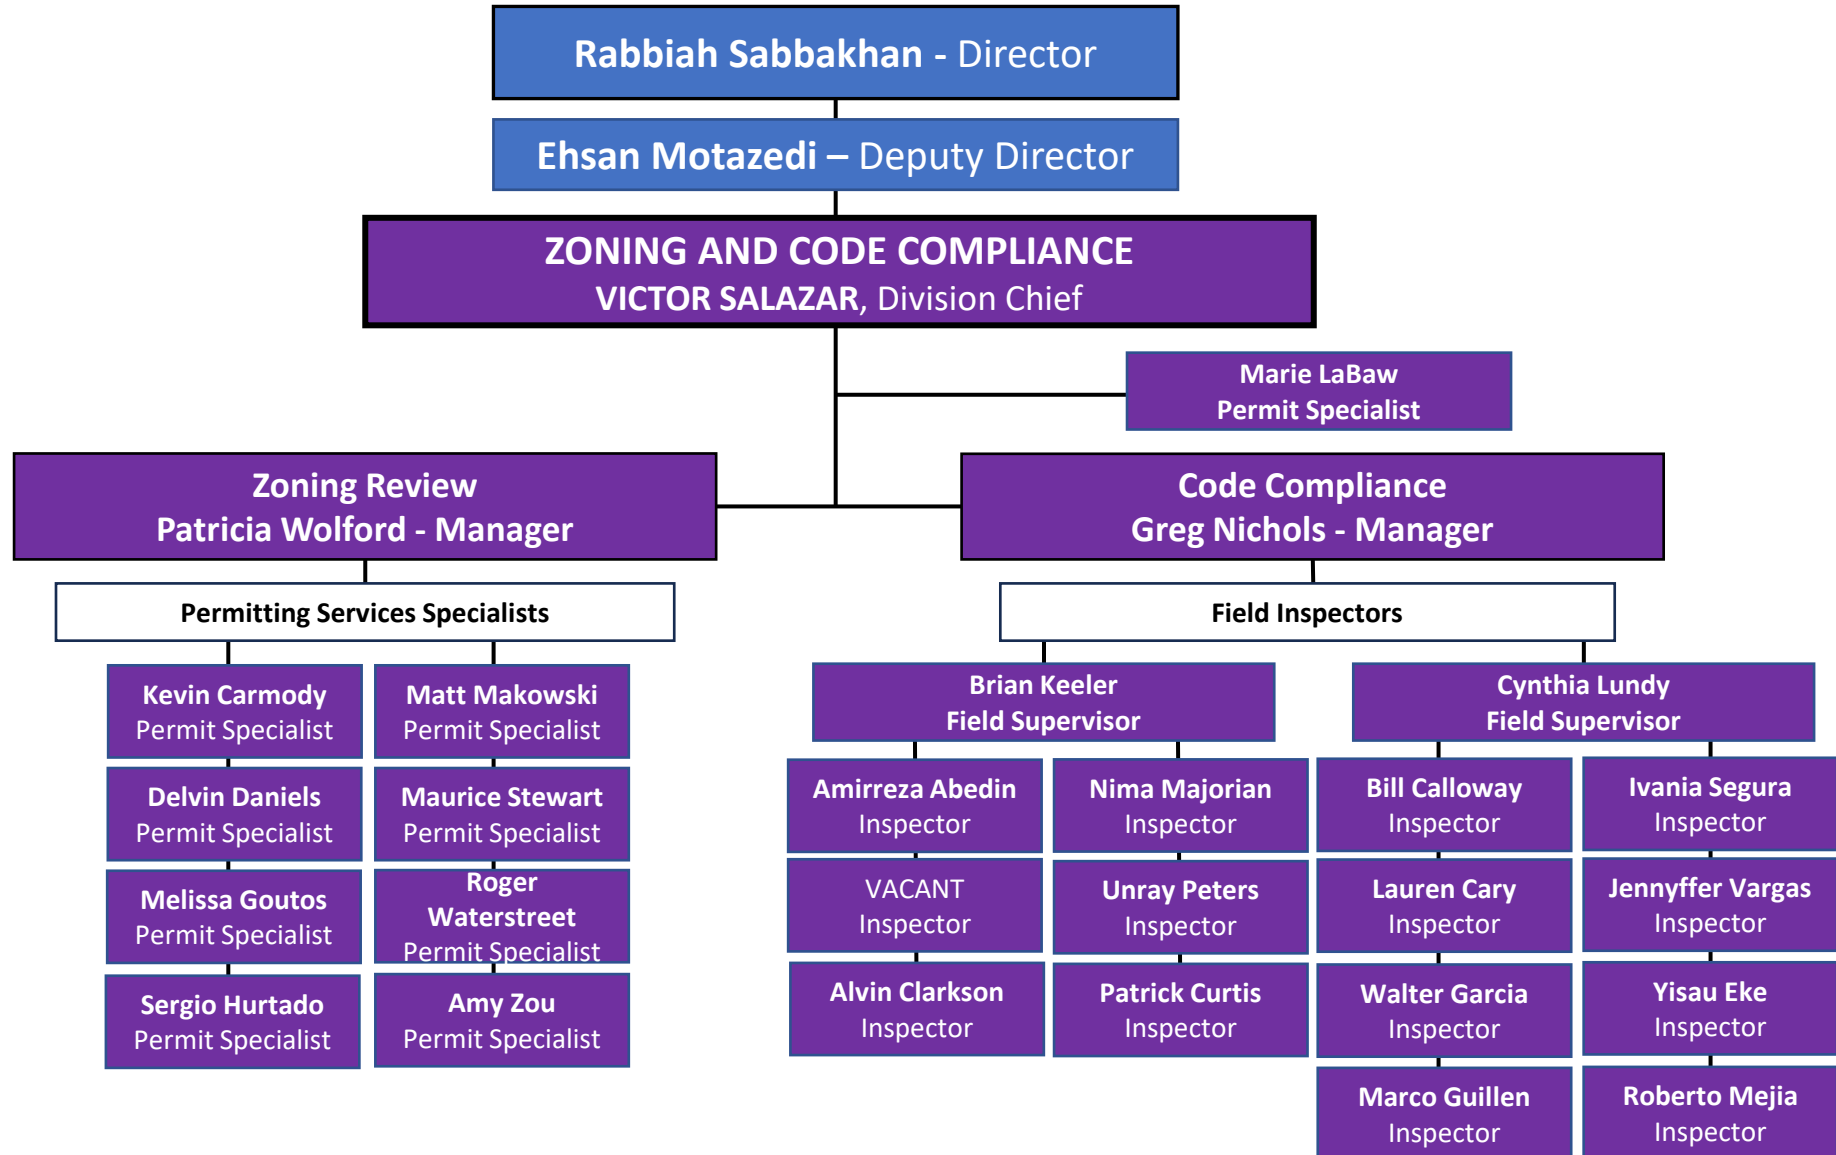 Rabbiah Sabbakhan - Director
Ehsan Motazedi – Deputy Director
ZONING AND CODE COMPLIANCE
VICTOR SALAZAR, Division Chief
Marie LaBaw
Permit Specialist
Zoning Review
Patricia Wolford - Manager
Code Compliance
Greg Nichols - Manager
Permitting Services Specialists
Kevin Carmody
Permit Specialist
Matt Makowski
Permit Specialist
Delvin Daniels
Permit Specialist
Maurice Stewart
Permit Specialist
Melissa Goutos
Permit Specialist
Roger
Waterstreet
Permit Specialist
Sergio Hurtado
Permit Specialist
Amy Zou
Permit Specialist
Field Inspectors
Brian Keeler
Field Supervisor
Amirreza Abedin
Inspector
Nima Majorian
Inspector
VACANT
Inspector
Unray Peters
Inspector
Alvin Clarkson
Inspector
Patrick Curtis
Inspector
Cynthia Lundy
Field Supervisor
Bill Calloway
Inspector
Ivania Segura
Inspector
Lauren Cary
Inspector
Jennyffer Vargas
Inspector
Walter Garcia
Inspector
Yisau Eke
Inspector
Marco Guillen
Inspector
Roberto Mejia
Inspector